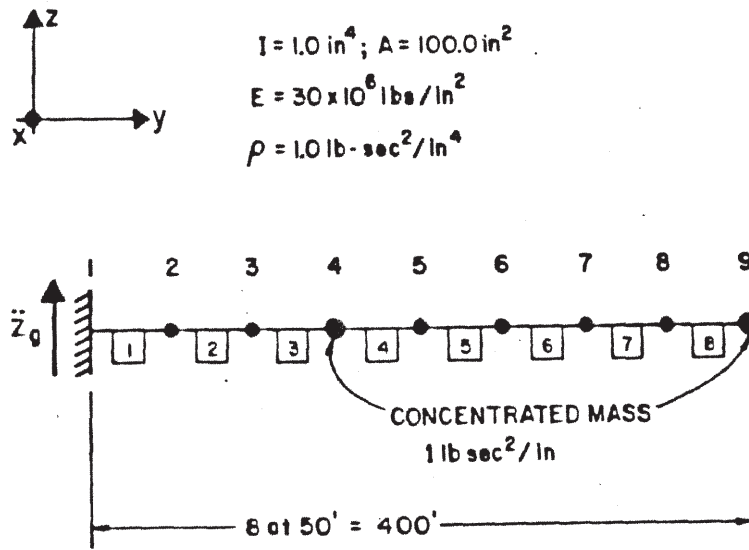 Z
X
y
I = 1.0 in⁴; A = 100.0 in²
E = 30 x 10⁶ lbs/in²
ρ = 1.0 lb-sec²/in⁴
1 2 3 4 5 6 7 8 9
z̈g
1 2 3 4 5 6 7 8
CONCENTRATED MASS
1 lb sec²/in
8 at 50' = 400'